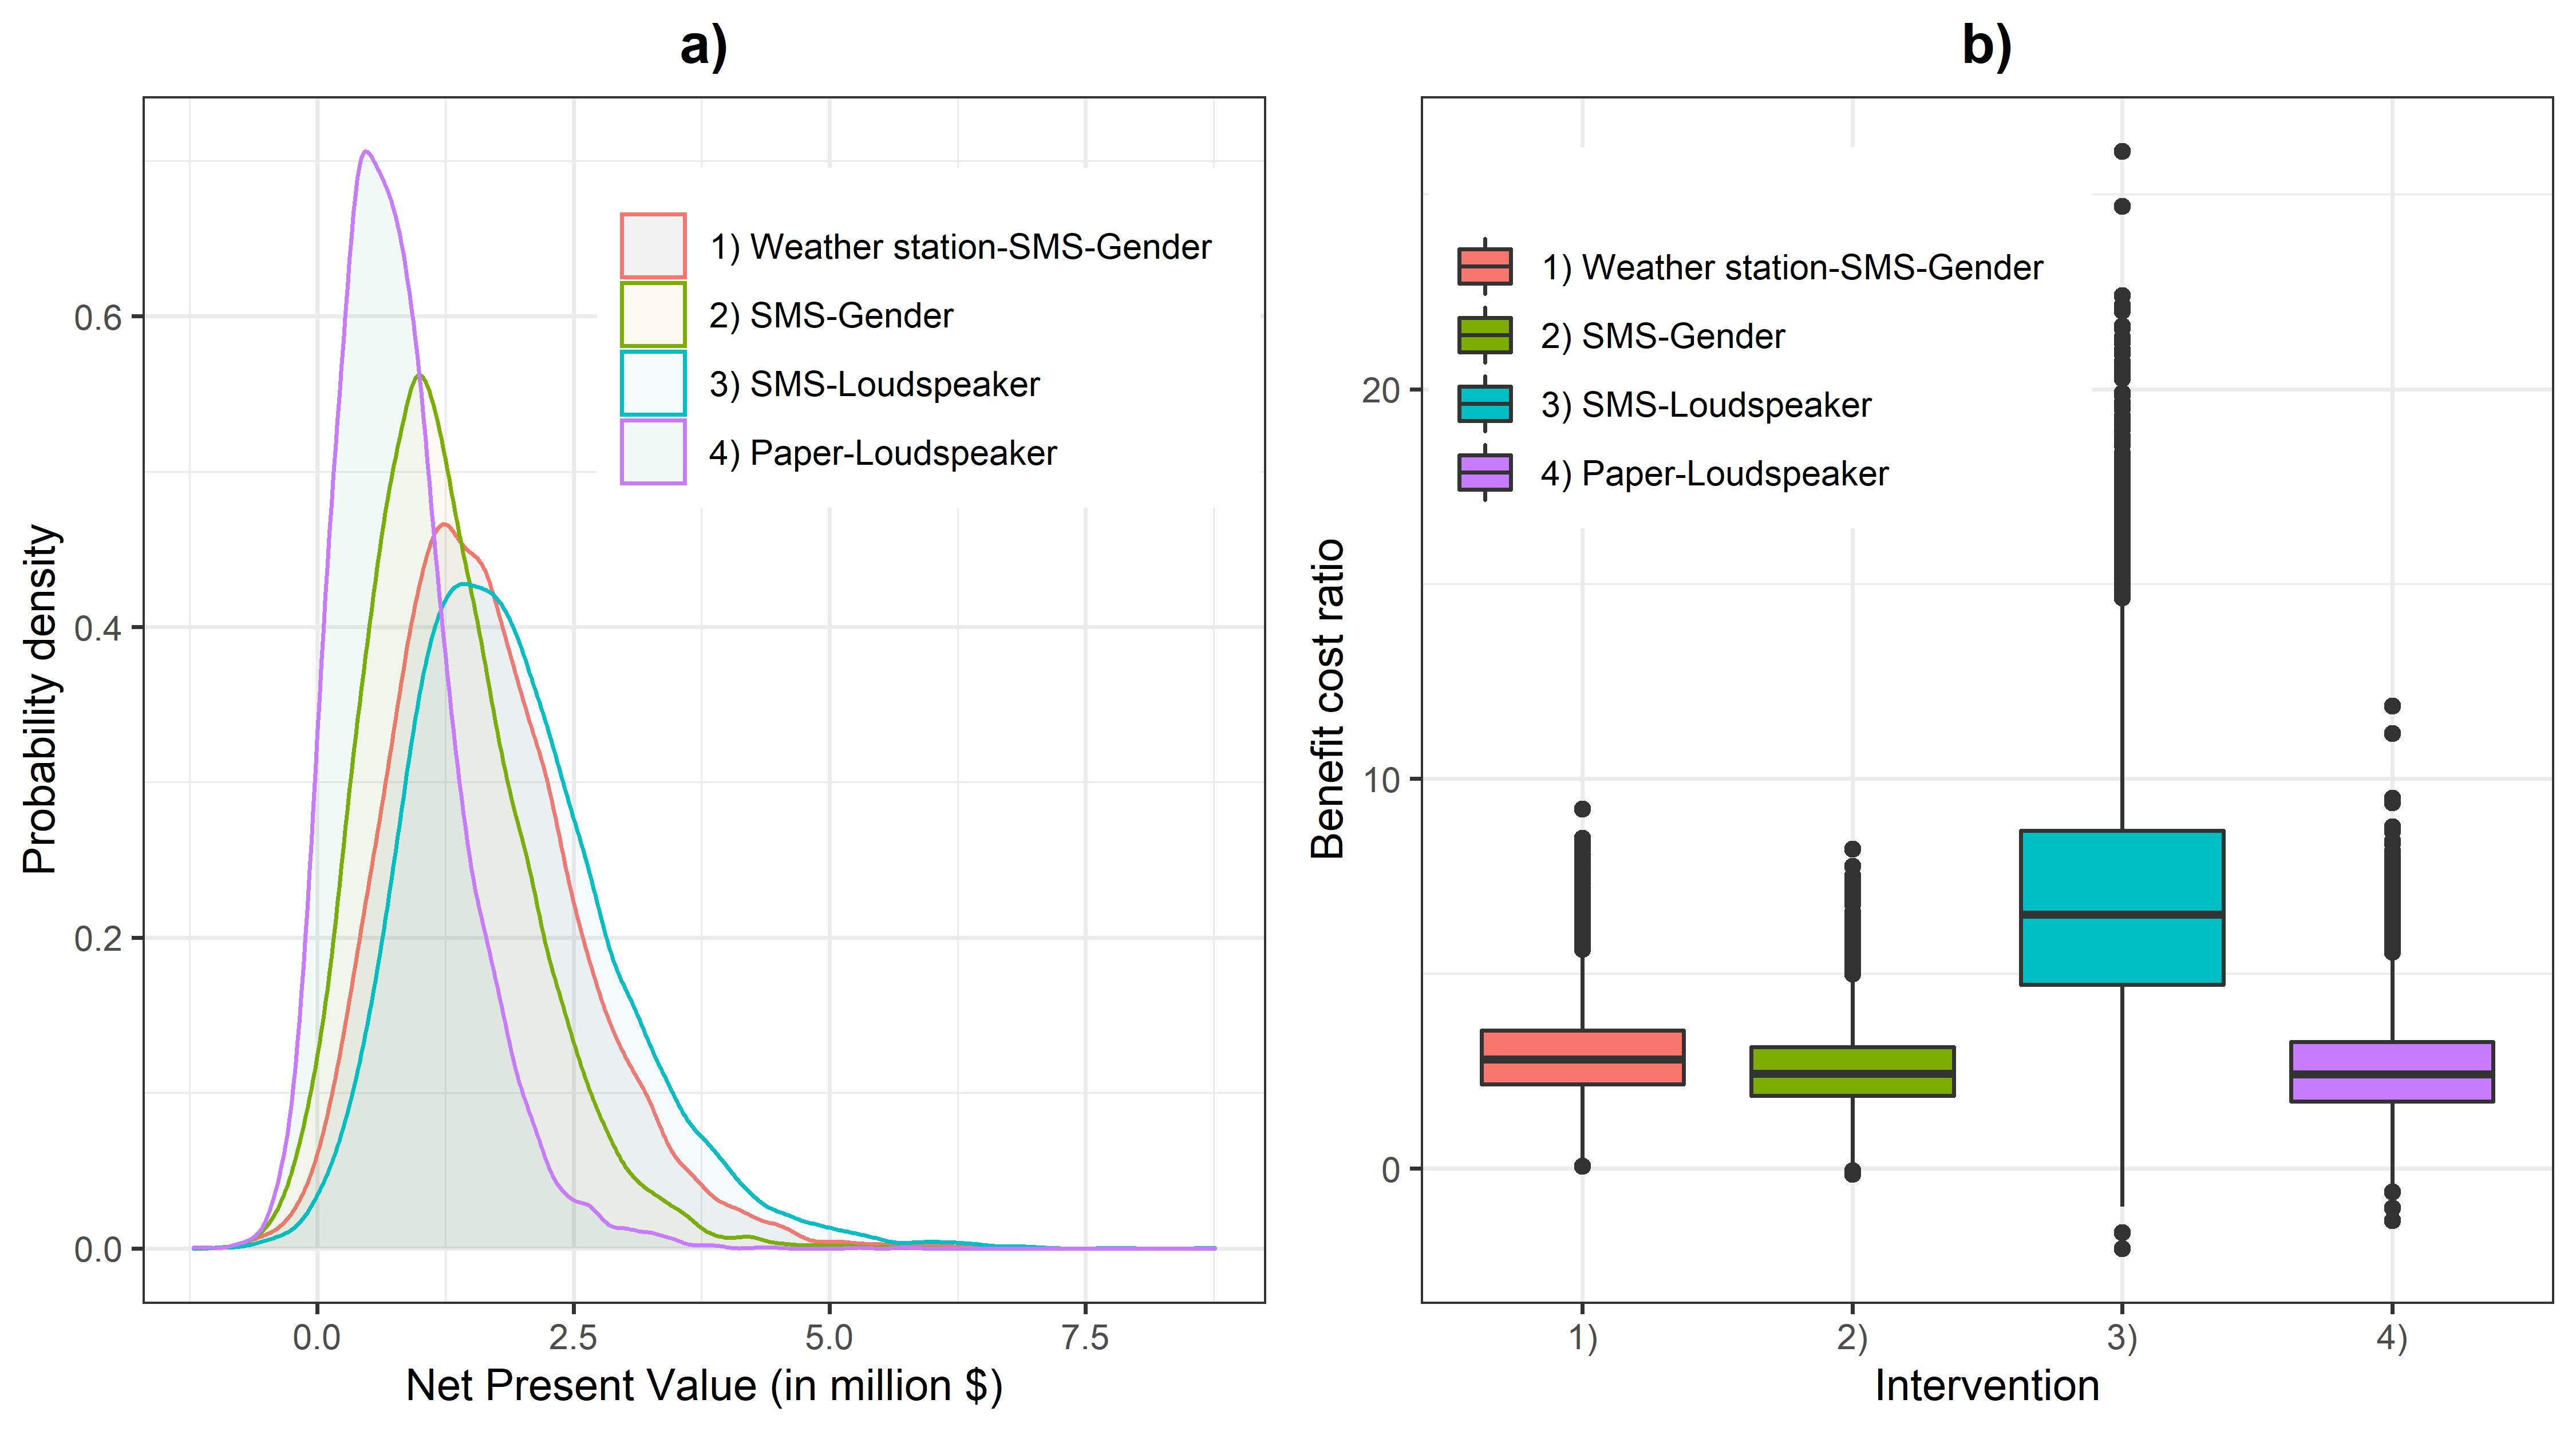 a)
Probability density
0.6
0.4
0.2
0.0
1) Weather station-SMS-Gender
2) SMS-Gender
3) SMS-Loudspeaker
4) Paper-Loudspeaker
0.0 2.5 5.0 7.5
Net Present Value (in million $)
b)
Benefit cost ratio
20
10
0
1) Weather station-SMS-Gender
2) SMS-Gender
3) SMS-Loudspeaker
4) Paper-Loudspeaker
1) 2) 3) 4)
Intervention